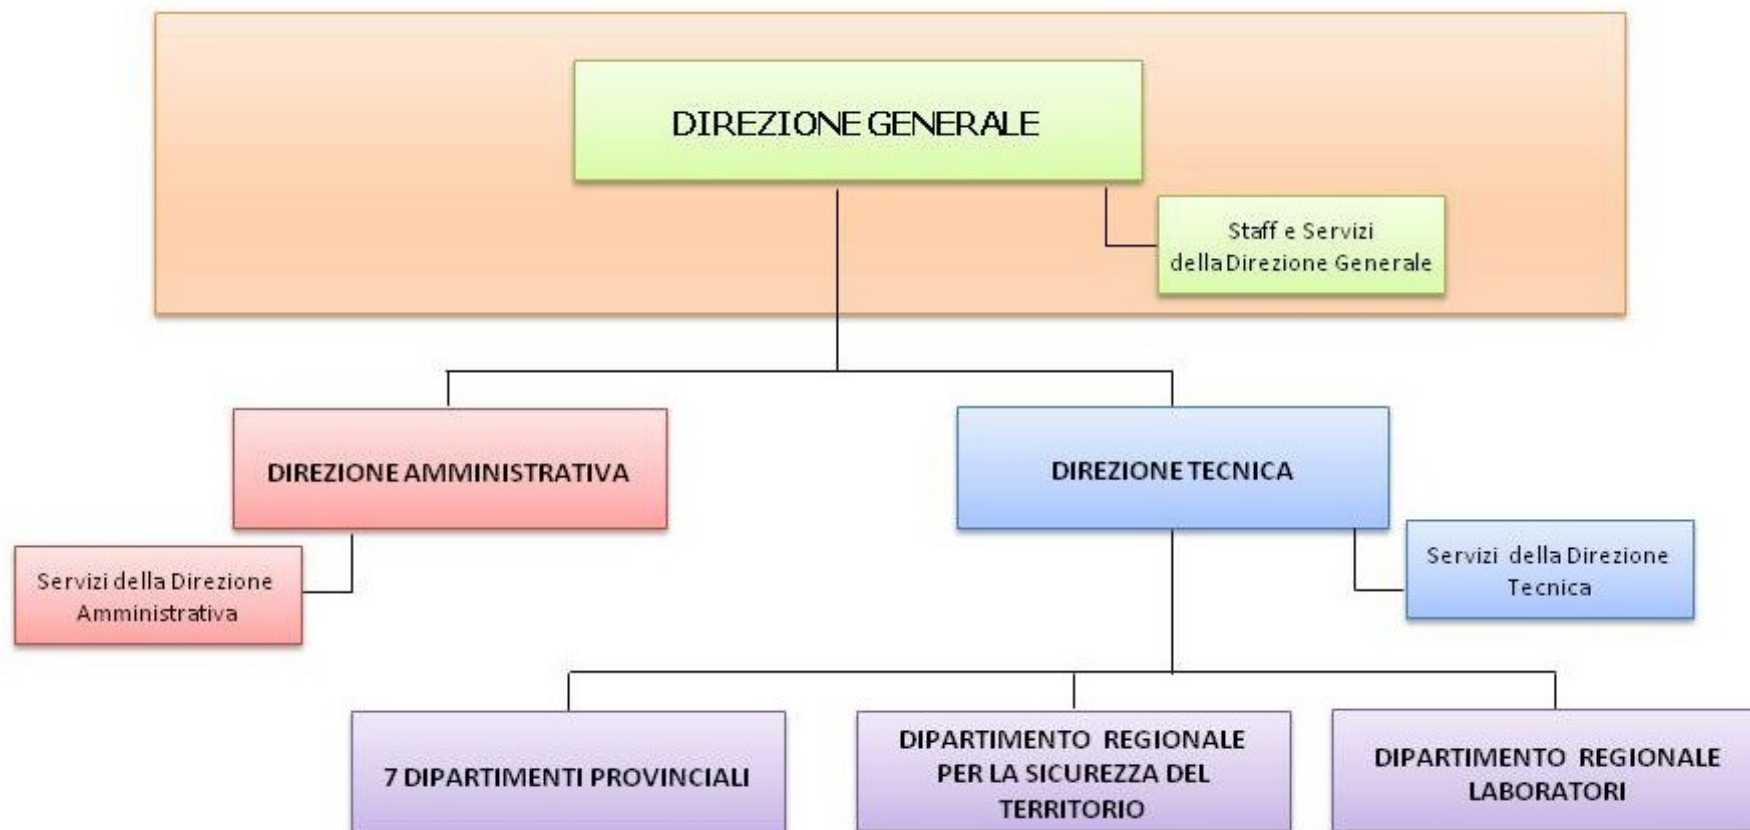 DIREZIONE GENERALE
Staff e Servizi
della Direzione Generale
DIREZIONE AMMINISTRATIVA
DIREZIONE TECNICA
Servizi della Direzione
Amministrativa
Servizi della Direzione
Tecnica
7 DIPARTIMENTI PROVINCIALI
DIPARTIMENTO REGIONALE
PER LA SICUREZZA DEL
TERRITORIO
DIPARTIMENTO REGIONALE
LABORATORI